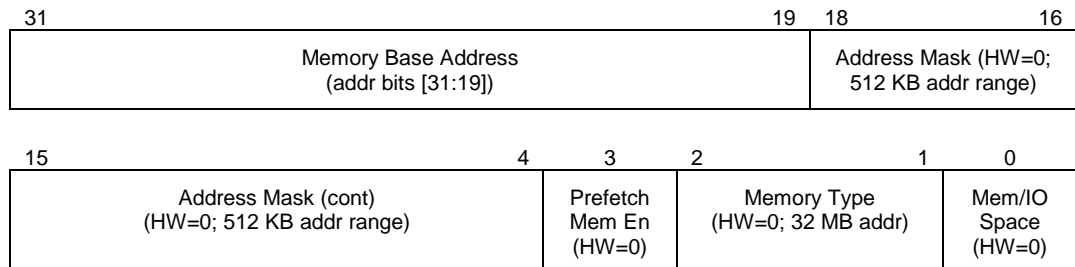 31 19 18 16
Memory Base Address
(addr bits [31:19])
Address Mask (HW=0;
512 KB addr range)
15 4 3 2 1 0
Address Mask (cont)
(HW=0; 512 KB addr range)
Prefetch
Mem En
(HW=0)
Memory Type
(HW=0; 32 MB addr)
Mem/IO
Space
(HW=0)